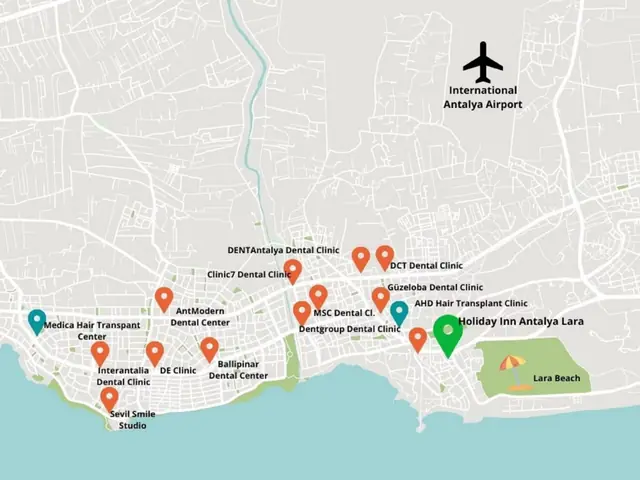 International
Antalya Airport
DENTAntalya Dental Clinic
DCT Dental Clinic
Clinic7 Dental Clinic
Güzeloba Dental Clinic
AHD Hair Transplant Clinic
AntModern
Dental Center
MSC Dental Cl.
Holiday Inn Antalya Lara
Medica Hair Transpant
Center
Dentgroup Dental Clinic
Interantalia
Dental Clinic
DE Clinic
Ballipinar
Dental Center
Lara Beach
Sevil Smile
Studio